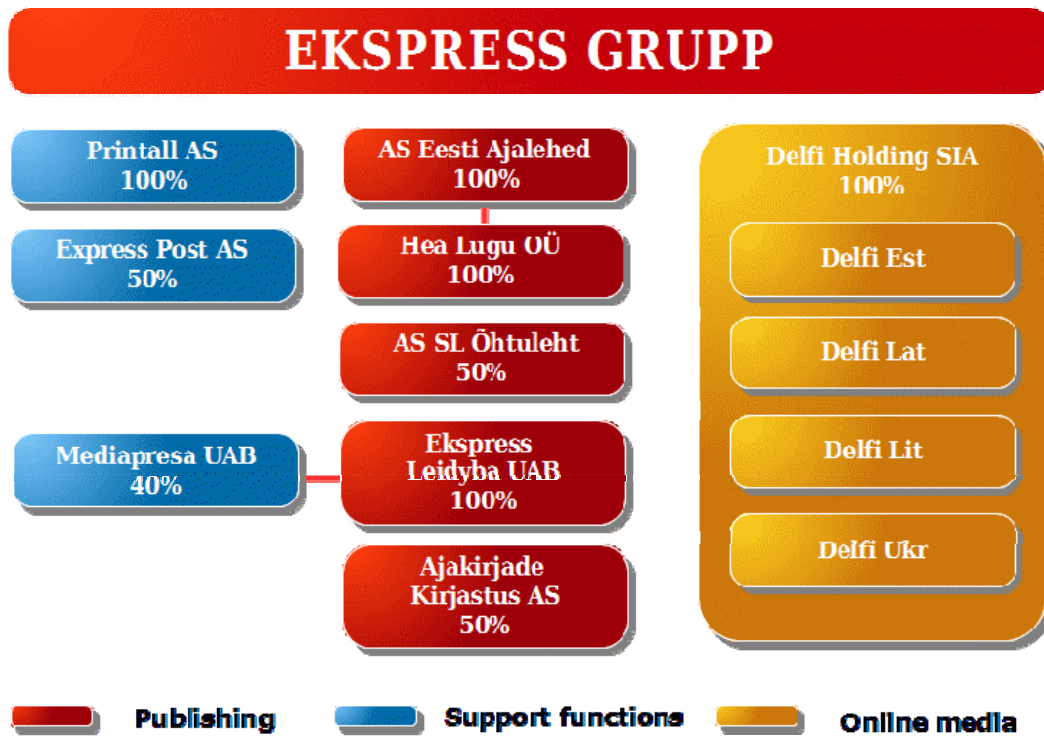 EKSPRESS GRUPP
Printall AS
100%
Express Post AS
50%
Mediapresa UAB
40%
AS Eesti Ajalehed
100%
Hea Lugu OÜ
100%
AS SL Õhtuleht
50%
Ekspress
Leidyba UAB
100%
Ajakirjade
Kirjastus AS
50%
Delfi Holding SIA
100%
Delfi Est
Delfi Lat
Delfi Lit
Delfi Ukr
Publishing
Support functions
Online media